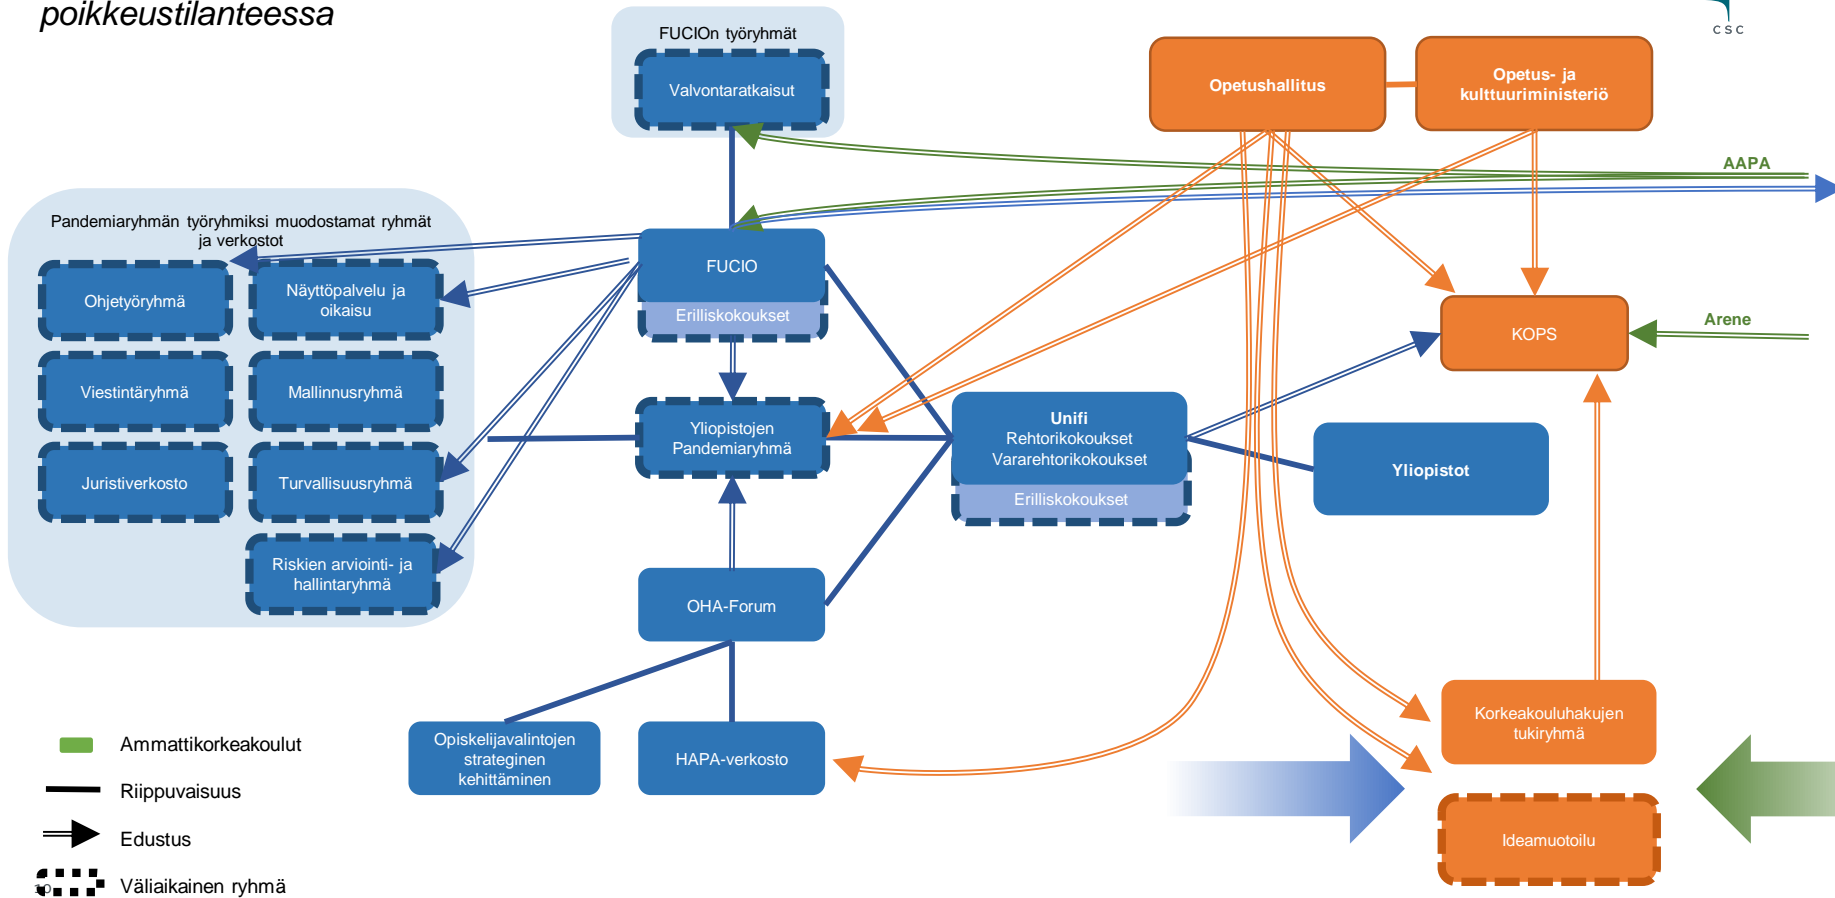 poikkeustilanteessa
CSC
FUCIOn työryhmät
Valvontaratkaisut
Opetushallitus
Opetus- ja
kulttuuriministeriö
AAPA
Pandemiaryhmän työryhmiksi muodostamat ryhmät
ja verkostot
Ohjetyöryhmä
Näyttöpalvelu ja
oikaisu
Viestintäryhmä
Mallinnusryhmä
Juristiverkosto
Turvallisuusryhmä
Riskien arviointi- ja
hallintaryhmä
FUCIO
Erilliskokoukset
Yliopistojen
Pandemiaryhmä
Unifi
Rehtorikokoukset
Vararehtorikokoukset
Erilliskokoukset
KOPS
Arene
Yliopistot
OHA-Forum
Opiskelijavalintojen
strateginen
kehittäminen
HAPA-verkosto
Korkeakouluhakujen
tukiryhmä
Ideamuotoilu
Ammattikorkeakoulut
Riippuvaisuus
Edustus
Väliaikainen ryhmä
10